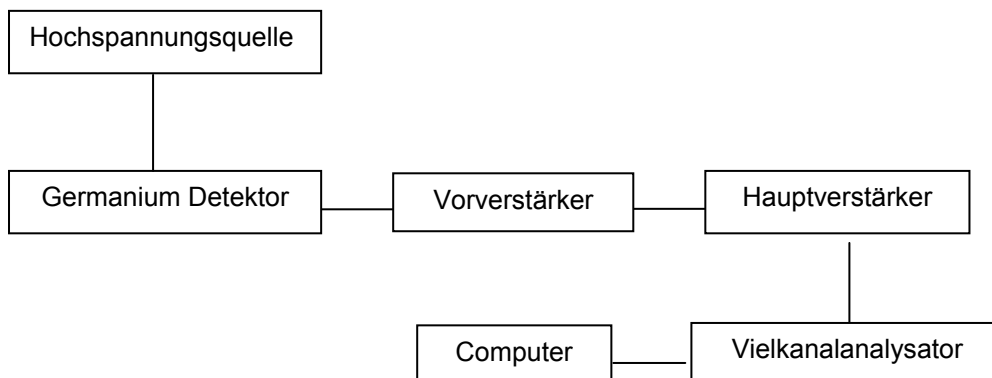 Hochspannungsquelle
Germanium Detektor
Vorverstärker
Hauptverstärker
Computer
Vielkanalanalysator